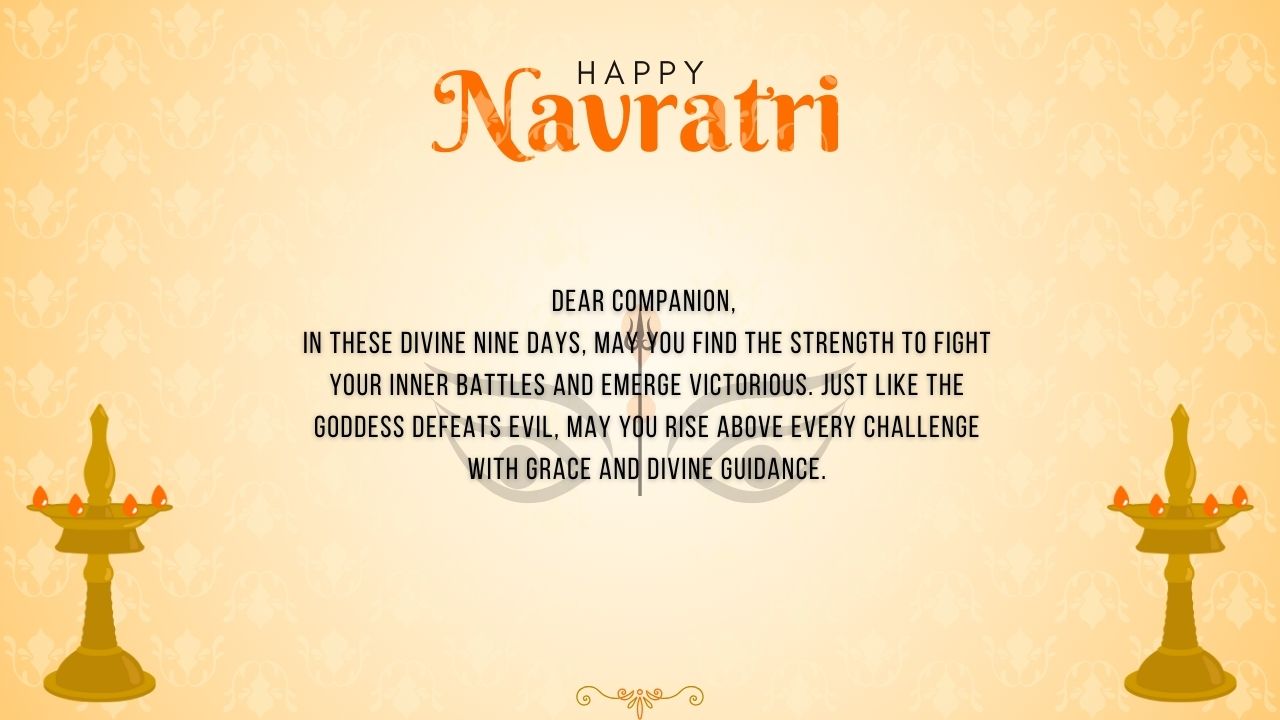 HAPPY
Navratri
DEAR COMPANION,
IN THESE DIVINE NINE DAYS, MAY YOU FIND THE STRENGTH TO FIGHT
YOUR INNER BATTLES AND EMERGE VICTORIOUS. JUST LIKE THE
GODDESS DEFEATS EVIL, MAY YOU RISE ABOVE EVERY CHALLENGE
WITH GRACE AND DIVINE GUIDANCE.